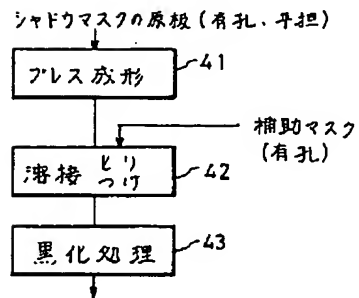 シャドウマスクの原板(有孔、平担)
プレス成形
41
補助マスク
(有孔)
溶接 とりつけ
42
黒化処理
43